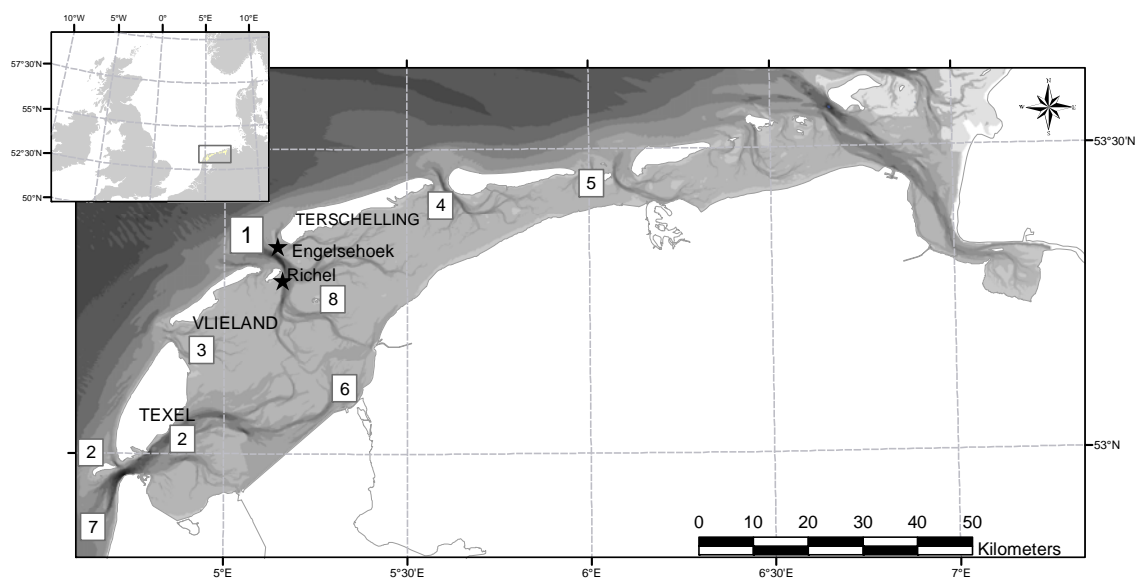 10°W 5°W 0°E 5°E 10°E
57°30'N
55°N
52°30'N
50°N
N
W E
S
53°30'N
5
4
TERSCHELLING
1
Engelsehoek
Richel
8
VLIELAND
3
6
TEXEL
2
2
53°N
7
0 10 20 30 40 50
Kilometers
5°E 5°30'E 6°E 6°30'E 7°E